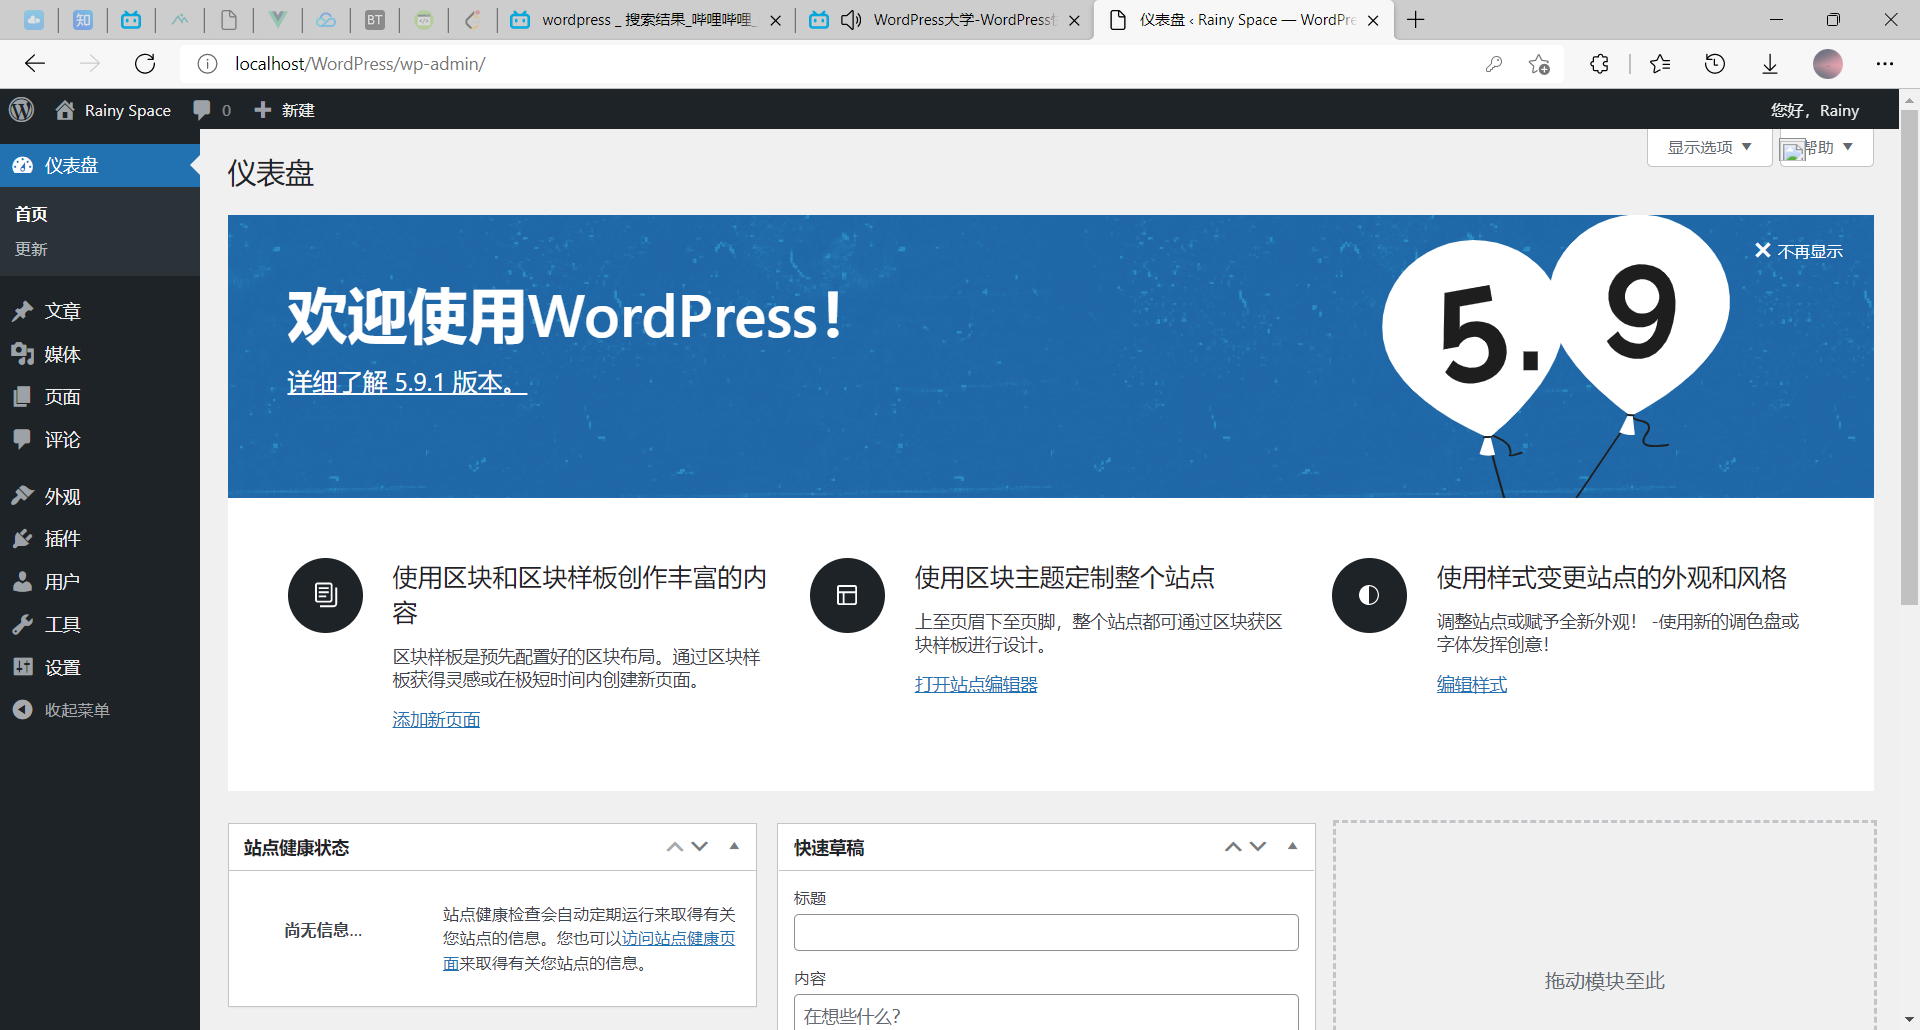 知
BT
wordpress _ 搜索结果_哔哩哔哩_
WordPress大学-WordPress
仪表盘 ‹ Rainy Space — WordPre
localhost/WordPress/wp-admin/
Rainy Space
0
新建
您好，Rainy
仪表盘
首页
更新
文章
媒体
页面
评论
外观
插件
用户
工具
设置
收起菜单
显示选项
帮助
仪表盘
不再显示
欢迎使用WordPress！
详细了解 5.9.1 版本。
5.9
使用区块和区块样板创作丰富的内
容
区块样板是预先配置好的区块布局。通过区块样
板获得灵感或在极短时间内创建新页面。
添加新页面
使用区块主题定制整个站点
上至页眉下至页脚，整个站点都可通过区块获区
块样板进行设计。
打开站点编辑器
使用样式变更站点的外观和风格
调整站点或赋予全新外观！ -使用新的调色盘或
字体发挥创意！
编辑样式
站点健康状态
尚无信息...
站点健康检查会自动定期运行来取得有关
您站点的信息。您也可以访问站点健康页
面来取得有关您站点的信息。
快速草稿
标题
内容
在想些什么？
拖动模块至此